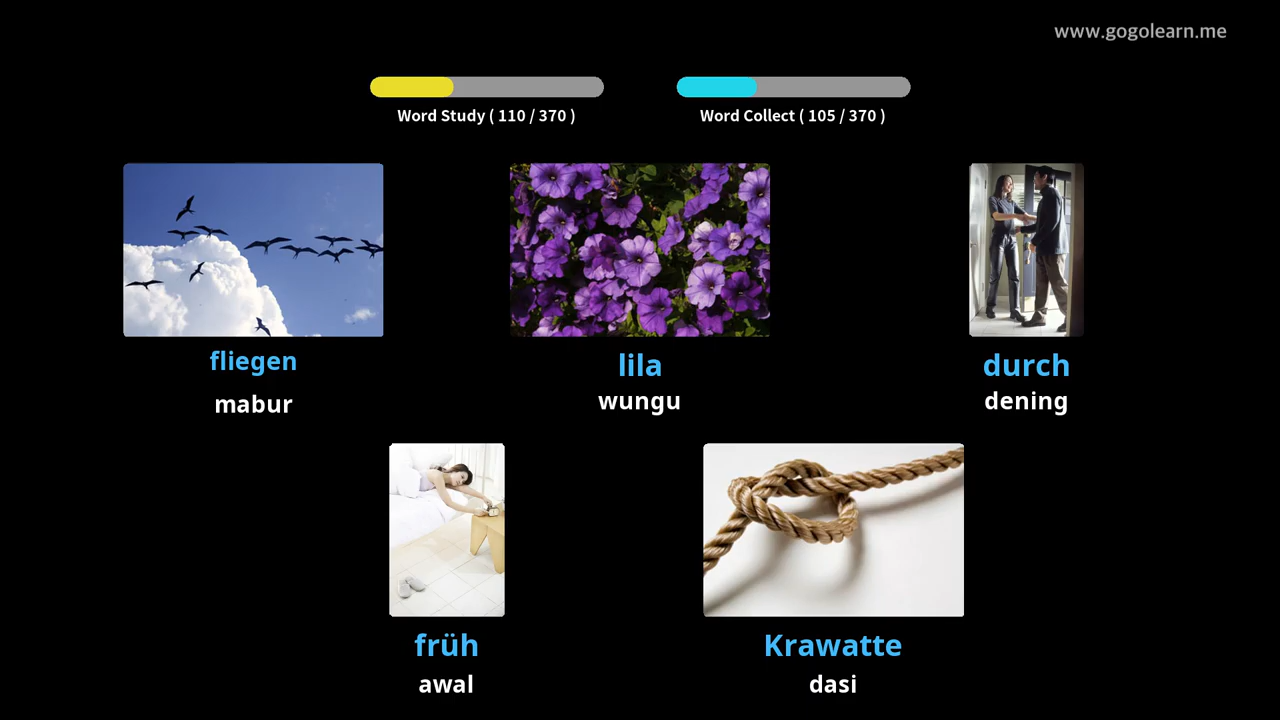 www.gogolearn.me
Word Study ( 110 / 370 )
Word Collect ( 105 / 370 )
fliegen
mabur
lila
wungu
durch
dening
früh
awal
Krawatte
dasi